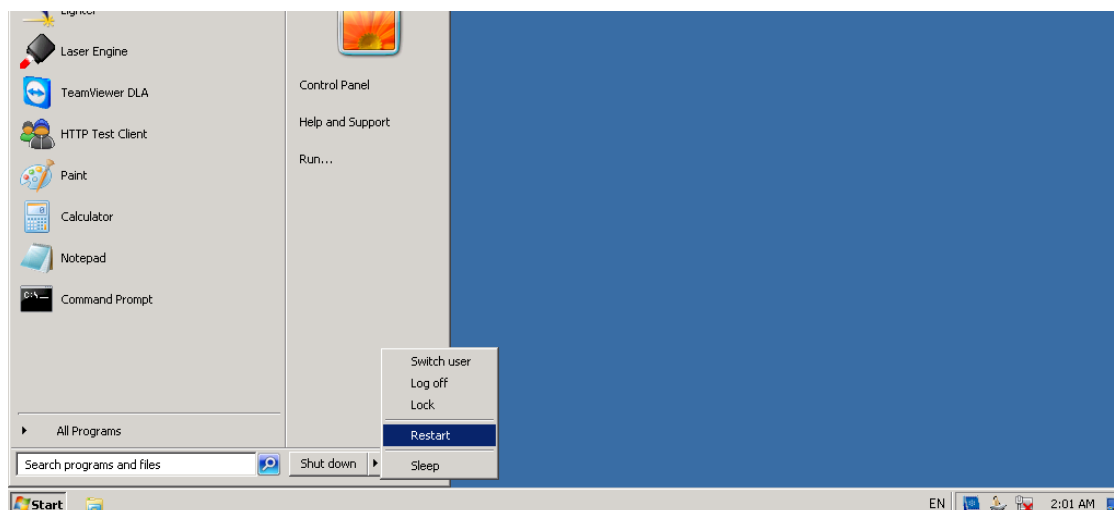 Lighter
Laser Engine
TeamViewer DLA
HTTP Test Client
Paint
Calculator
Notepad
C:\_
Command Prompt
All Programs
Search programs and files
Control Panel
Help and Support
Run...
Shut down
Switch user
Log off
Lock
Restart
Sleep
Start
EN
2:01 AM